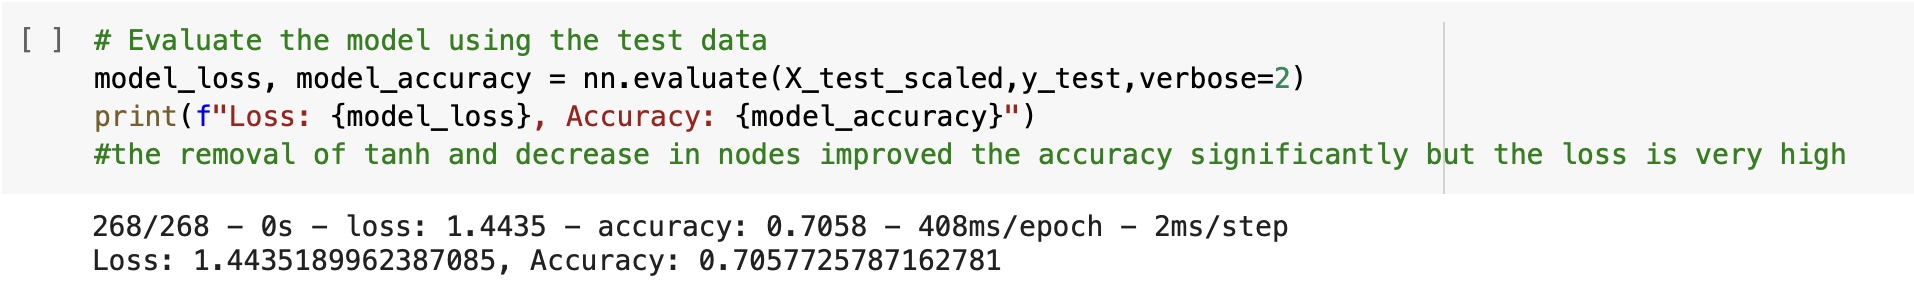 [ ] # Evaluate the model using the test data
model_loss, model_accuracy = nn.evaluate(X_test_scaled,y_test,verbose=2)
print(f"Loss: {model_loss}, Accuracy: {model_accuracy}")
#the removal of tanh and decrease in nodes improved the accuracy significantly but the loss is very high
268/268 - 0s - loss: 1.4435 - accuracy: 0.7058 - 408ms/epoch - 2ms/step
Loss: 1.4435189962387085, Accuracy: 0.7057725787162781